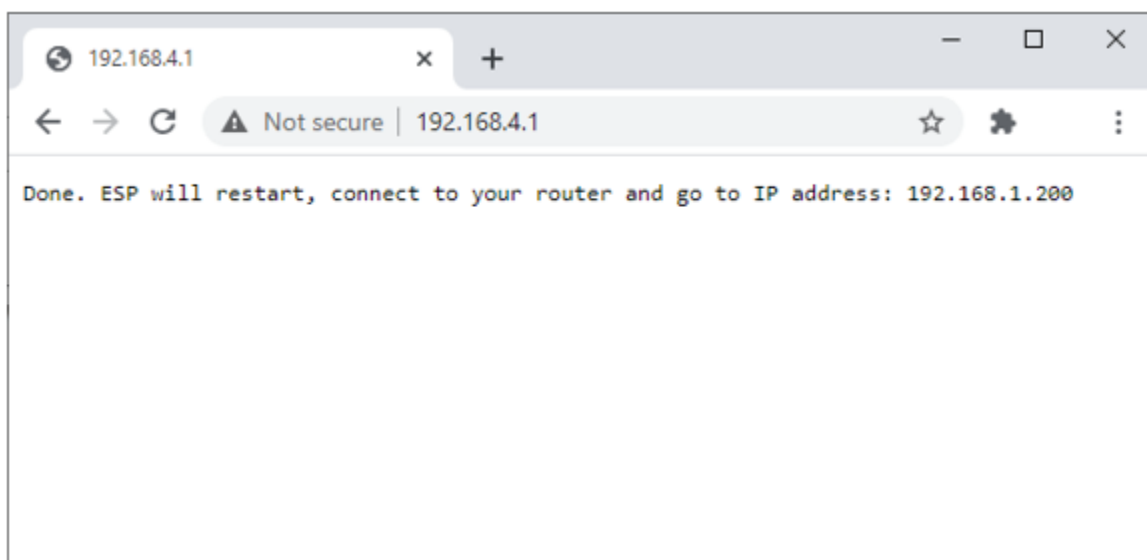 192.168.4.1
Not secure | 192.168.4.1
Done. ESP will restart, connect to your router and go to IP address: 192.168.1.200